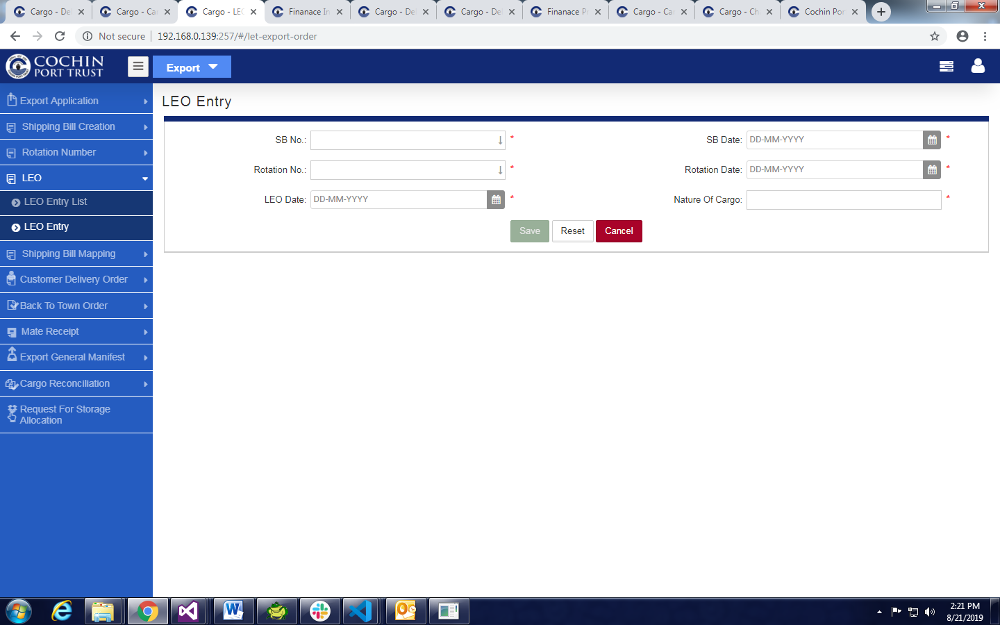 Cargo - De
Cargo - Ca
Cargo - LEO
Finanace In
Cargo - De
Cargo - De
Finanace P
Cargo - Ca
Cargo - Ch
Cochin Por
Not secure
192.168.0.139:257/#/let-export-order
COCHIN
PORT TRUST
Export
Export Application
Shipping Bill Creation
Rotation Number
LEO
LEO Entry List
LEO Entry
Shipping Bill Mapping
Customer Delivery Order
Back To Town Order
Mate Receipt
Export General Manifest
Cargo Reconciliation
Request For Storage
Allocation
LEO Entry
SB No.: *
SB Date: DD-MM-YYYY *
Rotation No.: *
Rotation Date: DD-MM-YYYY *
LEO Date: DD-MM-YYYY *
Nature Of Cargo: *
Save Reset Cancel
2:21 PM
8/21/2019